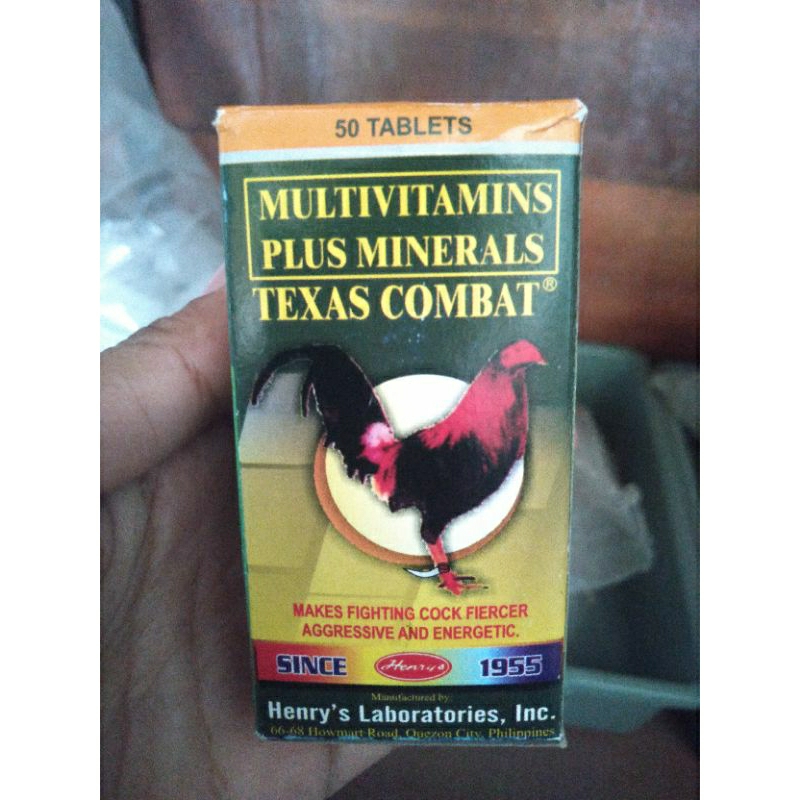 50 TABLETS
MULTIVITAMINS
PLUS MINERALS
TEXAS COMBAT®
MAKES FIGHTING COCK FIERCER
AGGRESSIVE AND ENERGETIC.
SINCE Henry's 1955
Manufactured by:
Henry's Laboratories, Inc.
66-68 Howmart Road, Quezon City, Philippines